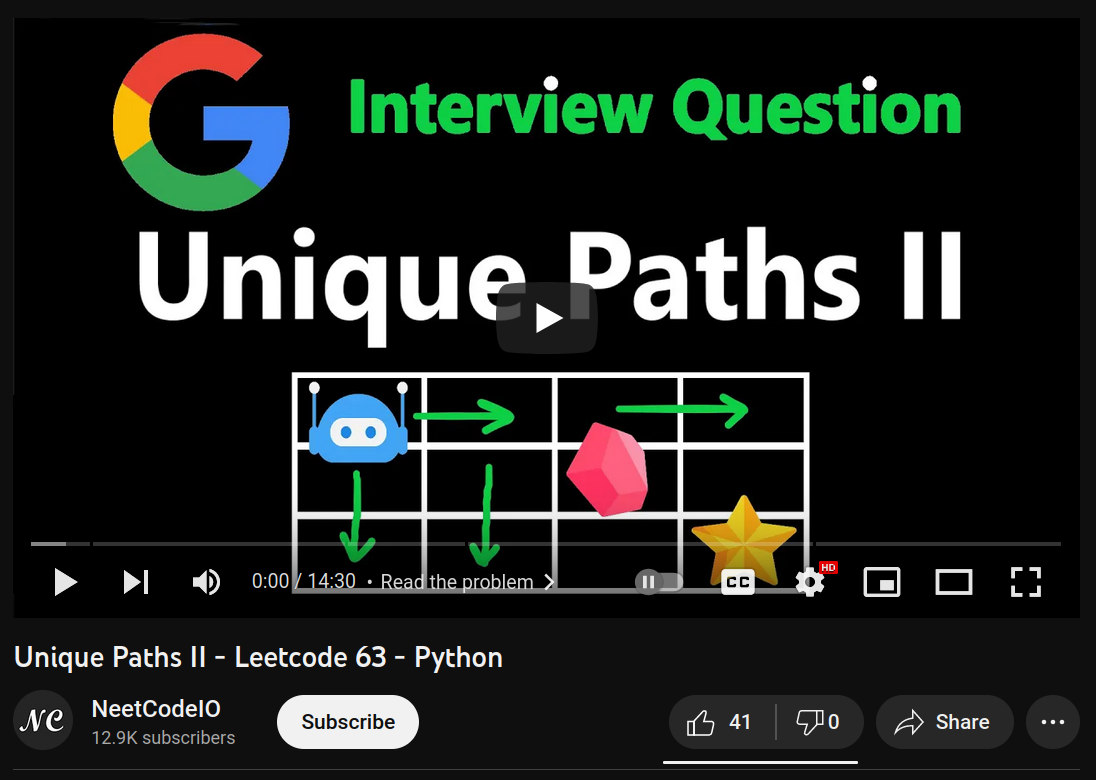 Interview Question
Unique Paths II
0:00 / 14:30 • Read the problem
CC
HD
Unique Paths II - Leetcode 63 - Python
NC
NeetCodeIO
12.9K subscribers
Subscribe
41
0
Share